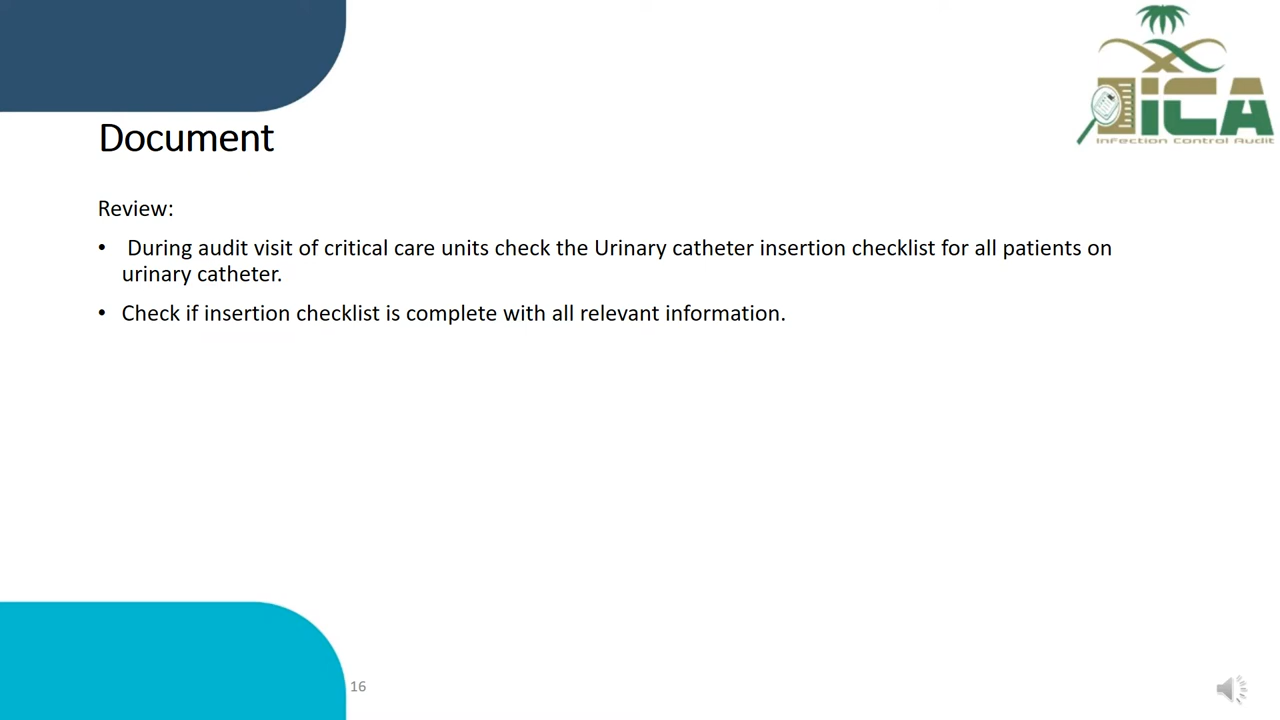 ICA
InFection Control Audit
Document
Review:
• During audit visit of critical care units check the Urinary catheter insertion checklist for all patients on
urinary catheter.
• Check if insertion checklist is complete with all relevant information.
16